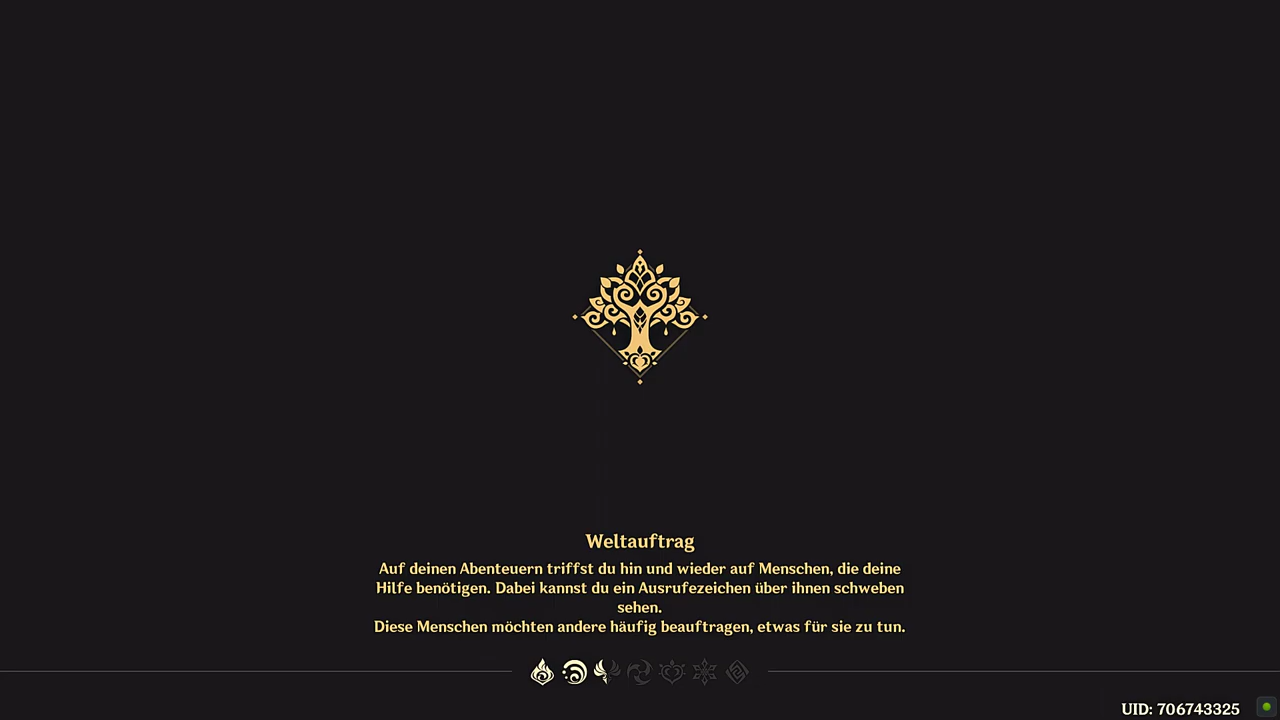 Weltauftrag
Auf deinen Abenteuern triffst du hin und wieder auf Menschen, die deine
Hilfe benötigen. Dabei kannst du ein Ausrufezeichen über ihnen schweben
sehen.
Diese Menschen möchten andere häufig beauftragen, etwas für sie zu tun.
UID: 706743325